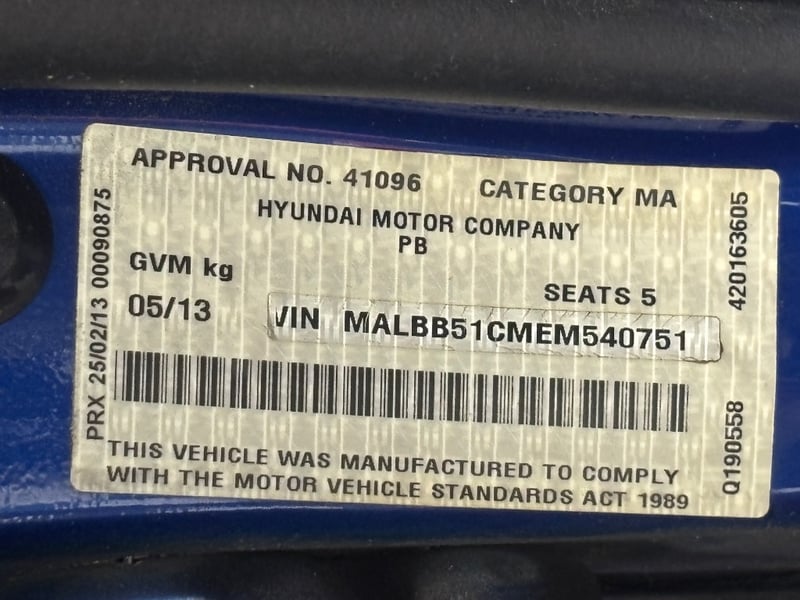 APPROVAL NO. 41096 CATEGORY MA
HYUNDAI MOTOR COMPANY
PB
GVM kg
SEATS 5
05/13
VIN MALBB51CMEM540751
THIS VEHICLE WAS MANUFACTURED TO COMPLY
WITH THE MOTOR VEHICLE STANDARDS ACT 1989
PRX 25/02/13 00090875
420163605
Q190558